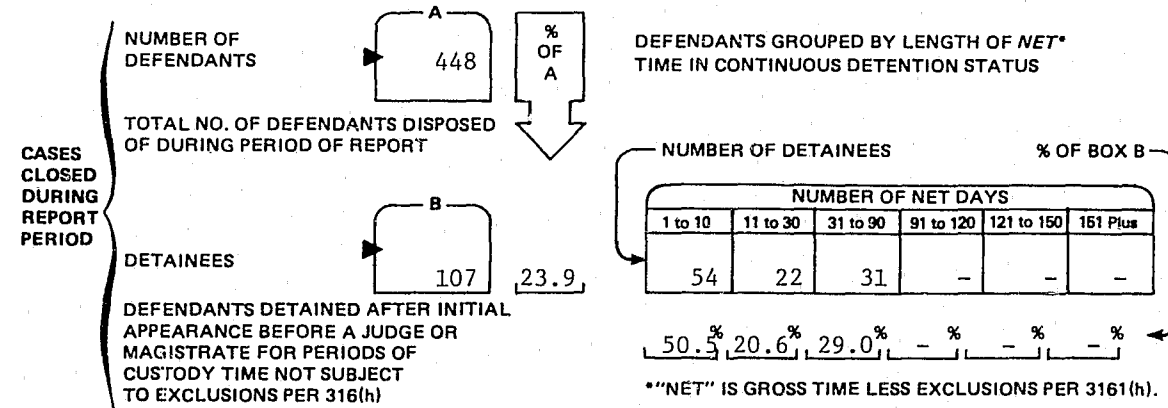 CASES
CLOSED
DURING
REPORT
PERIOD
NUMBER OF
DEFENDANTS
A
448
%
OF
A
TOTAL NO. OF DEFENDANTS DISPOSED
OF DURING PERIOD OF REPORT
B
DETAINEES
107
23.9
DEFENDANTS DETAINED AFTER INITIAL
APPEARANCE BEFORE A JUDGE OR
MAGISTRATE FOR PERIODS OF
CUSTODY TIME NOT SUBJECT
TO EXCLUSIONS PER 316(h)
DEFENDANTS GROUPED BY LENGTH OF NET*
TIME IN CONTINUOUS DETENTION STATUS
NUMBER OF DETAINEES % OF BOX B
NUMBER OF NET DAYS
1 to 10 11 to 30 31 to 90 91 to 120 121 to 150 151 Plus
54 22 31 – – –
50.5% 20.6% 29.0% – % – % – %
*"NET" IS GROSS TIME LESS EXCLUSIONS PER 3161(h).